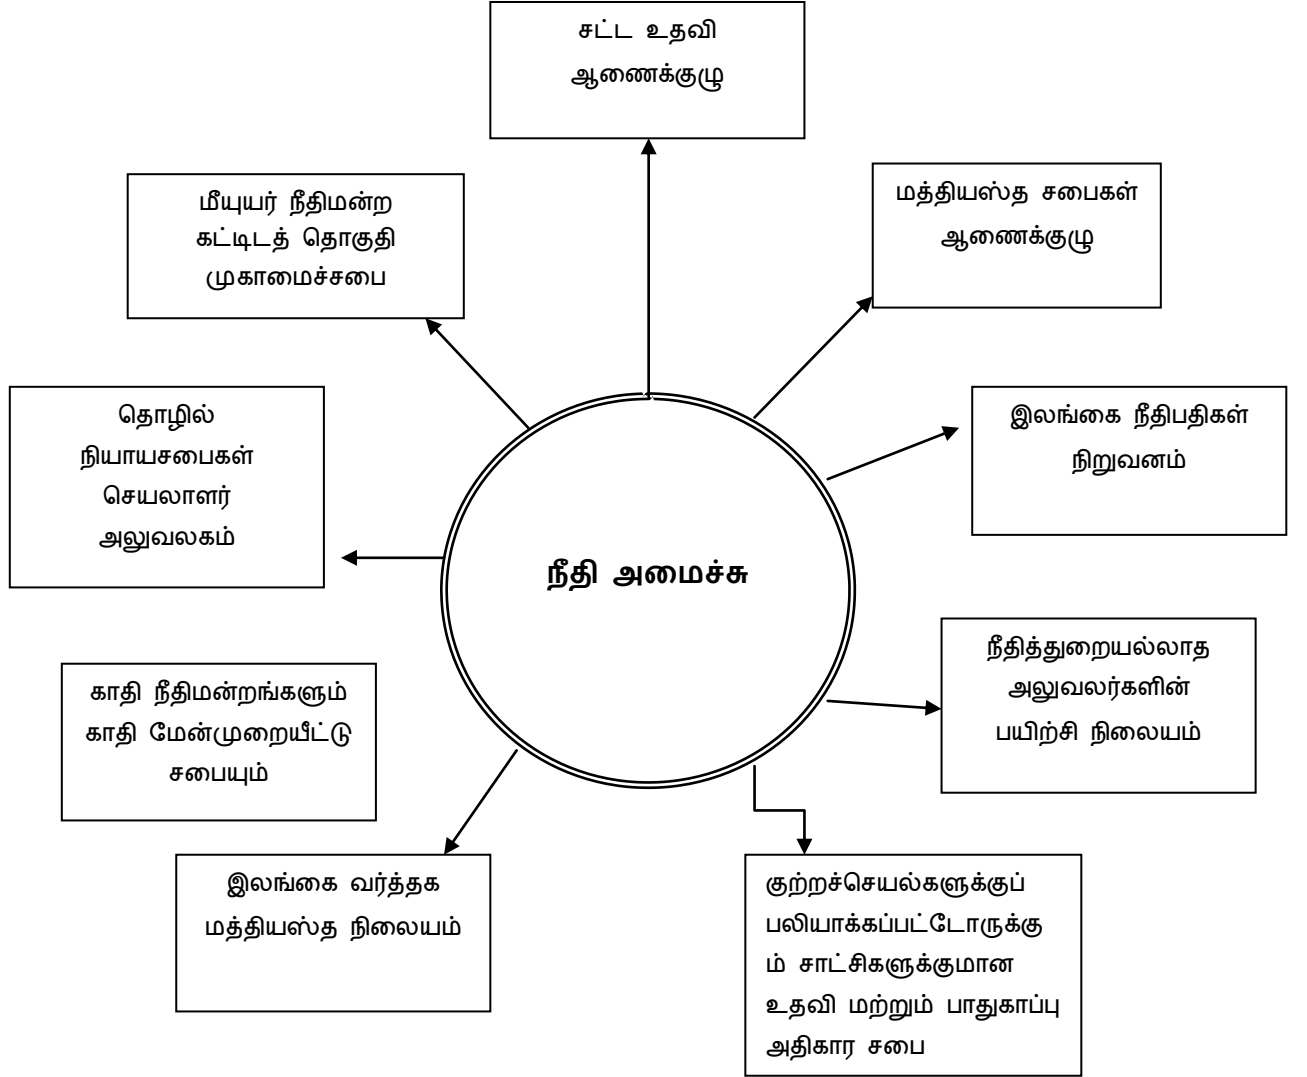 சட்ட உதவி
ஆணைக்குழு
மீயுயர் நீதிமன்ற
கட்டிடத் தொகுதி
முகாமைச்சபை
மத்தியஸ்த சபைகள்
ஆணைக்குழு
தொழில்
நியாயசபைகள்
செயலாளர்
அலுவலகம்
இலங்கை நீதிபதிகள்
நிறுவனம்
நீதி அமைச்சு
நீதித்துறையல்லாத
அலுவலர்களின்
பயிற்சி நிலையம்
காதி நீதிமன்றங்களும்
காதி மேன்முறையீட்டு
சபையும்
இலங்கை வர்த்தக
மத்தியஸ்த நிலையம்
குற்றச்செயல்களுக்குப்
பலியாக்கப்பட்டோருக்கு
ம் சாட்சிகளுக்குமான
உதவி மற்றும் பாதுகாப்பு
அதிகார சபை